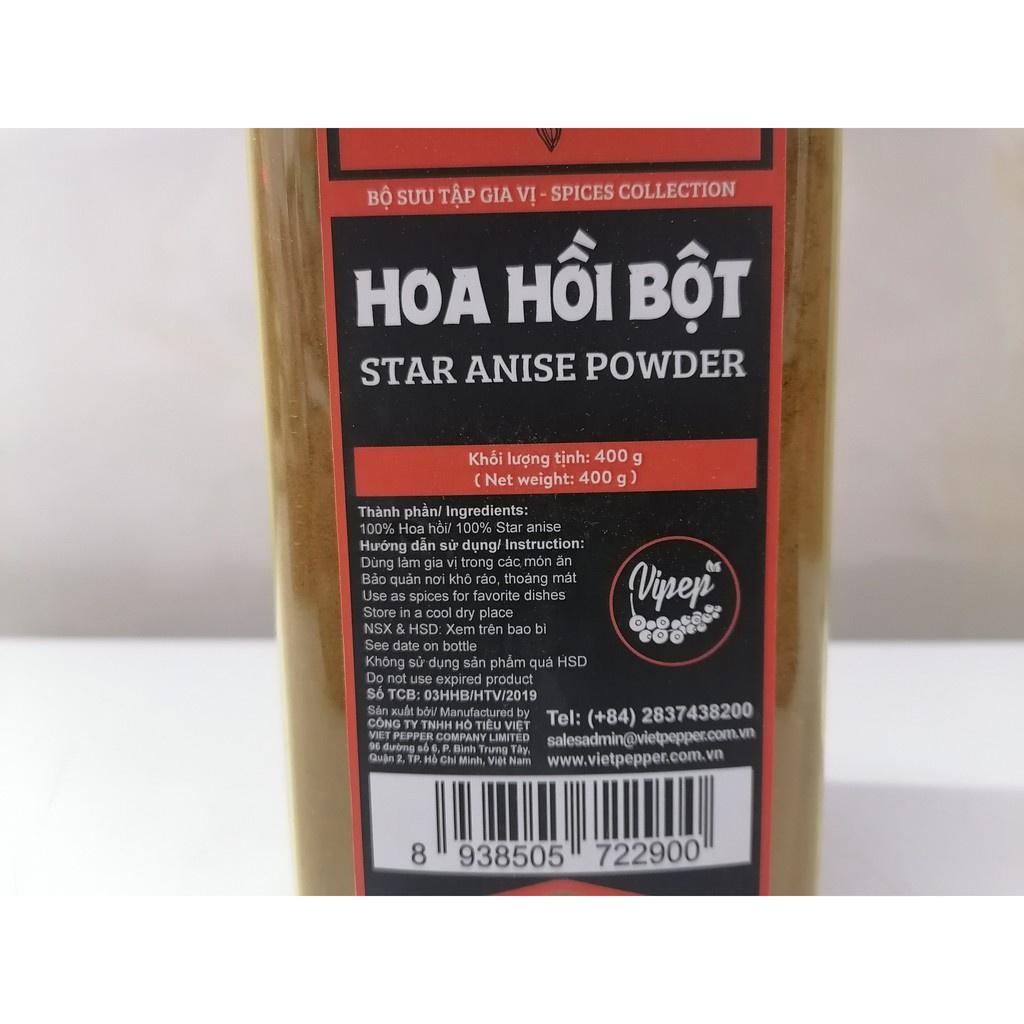 BỘ SƯU TẬP GIA VỊ - SPICES COLLECTION
HOA HỒI BỘT
STAR ANISE POWDER
Khối lượng tịnh: 400 g
( Net weight: 400 g )
Thành phần/ Ingredients:
100% Hoa hồi/ 100% Star anise
Hướng dẫn sử dụng/ Instruction:
Dùng làm gia vị trong các món ăn
Bảo quản nơi khô ráo, thoáng mát
Use as spices for favorite dishes
Store in a cool dry place
NSX & HSD: Xem trên bao bì
See date on bottle
Không sử dụng sản phẩm quá HSD
Do not use expired product
Số TCB: 03HHB/HTV/2019
Sản xuất bởi/ Manufactured by
CÔNG TY TNHH HỒ TIÊU VIỆT
VIET PEPPER COMPANY LIMITED
96 đường số 6, P. Bình Trưng Tây,
Quận 2, TP. Hồ Chí Minh, Việt Nam
Vipep
Tel: (+84) 2837438200
salesadmin@vietpepper.com.vn
www.vietpepper.com.vn
8 938505 722900